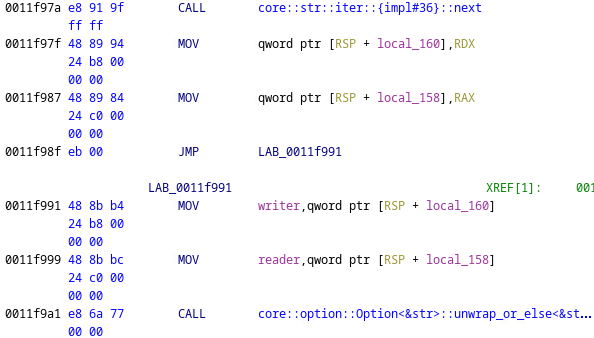 0011f97a e8 91 9f CALL core::str::iter::{impl#36}::next
ff ff
0011f97f 48 89 94 MOV qword ptr [RSP + local_160],RDX
24 b8 00
00 00
0011f987 48 89 84 MOV qword ptr [RSP + local_158],RAX
24 c0 00
00 00
0011f98f eb 00 JMP LAB_0011f991
LAB_0011f991 XREF[1]: 001
0011f991 48 8b b4 MOV writer,qword ptr [RSP + local_160]
24 b8 00
00 00
0011f999 48 8b bc MOV reader,qword ptr [RSP + local_158]
24 c0 00
00 00
0011f9a1 e8 6a 77 CALL core::option::Option<&str>::unwrap_or_else<&st...
00 00